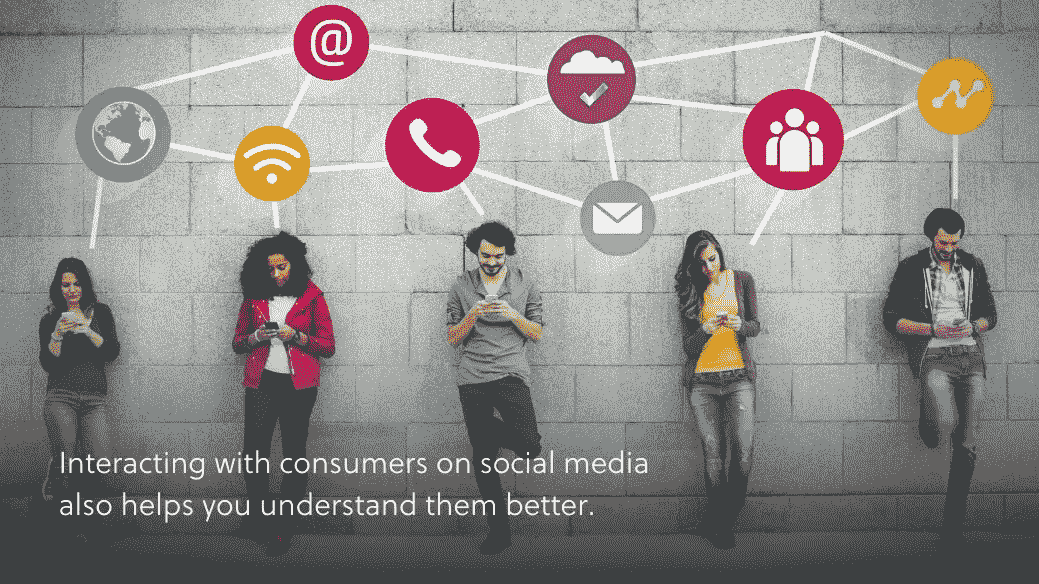 @
Interacting with consumers on social media
also helps you understand them better.